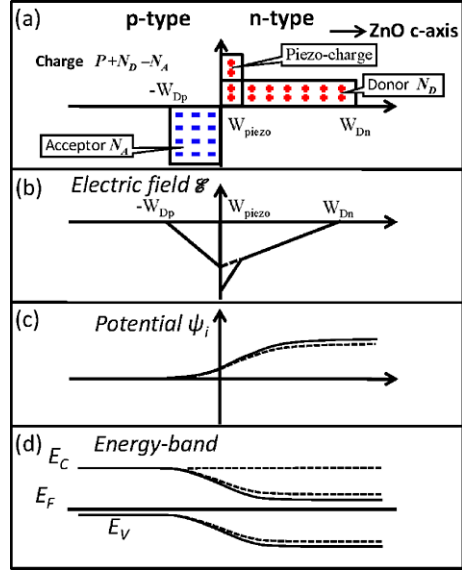 p-type n-type
(a) ZnO c-axis
Piezo-charge
Charge P+N_D–N_A
Donor N_D
-W_Dp
W_piezo W_Dn
Acceptor N_A
(b) Electric field ℰ
-W_Dp W_piezo W_Dn
(c) Potential ψ_i
(d) Energy-band
E_C
E_F
E_V